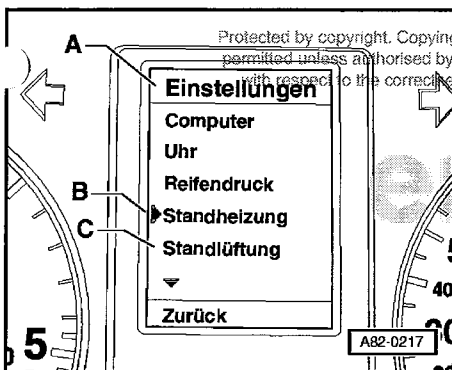 Protected by copyright. Copying
permitted unless authorised by
with respect to the correctne
A
Einstellungen
Computer
Uhr
Reifendruck
B
Standheizung
C
Standlüftung
Zurück
5
40
A82-0217